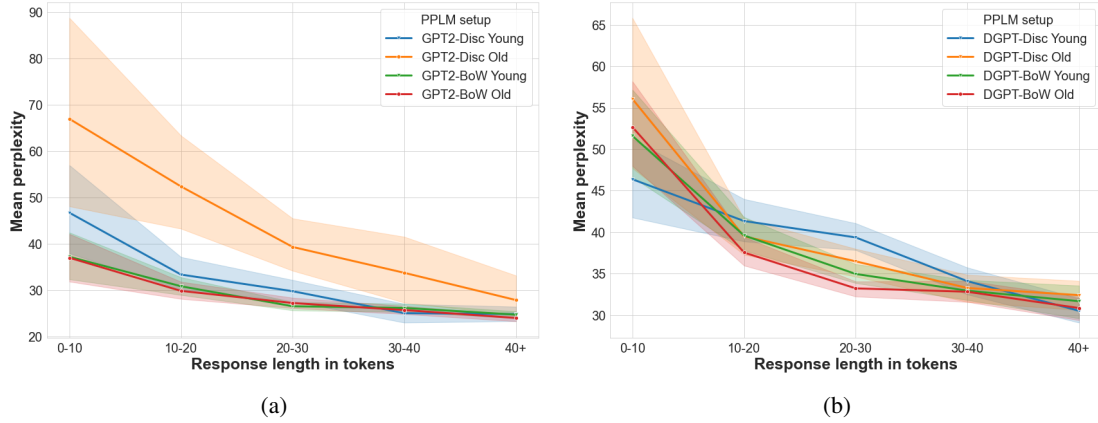 90
80
70
60
50
40
30
20
Mean perplexity
PPLM setup
GPT2-Disc Young
GPT2-Disc Old
GPT2-BoW Young
GPT2-BoW Old
0-10 10-20 20-30 30-40 40+
Response length in tokens
(a)
65
60
55
50
45
40
35
30
Mean perplexity
PPLM setup
DGPT-Disc Young
DGPT-Disc Old
DGPT-BoW Young
DGPT-BoW Old
0-10 10-20 20-30 30-40 40+
Response length in tokens
(b)